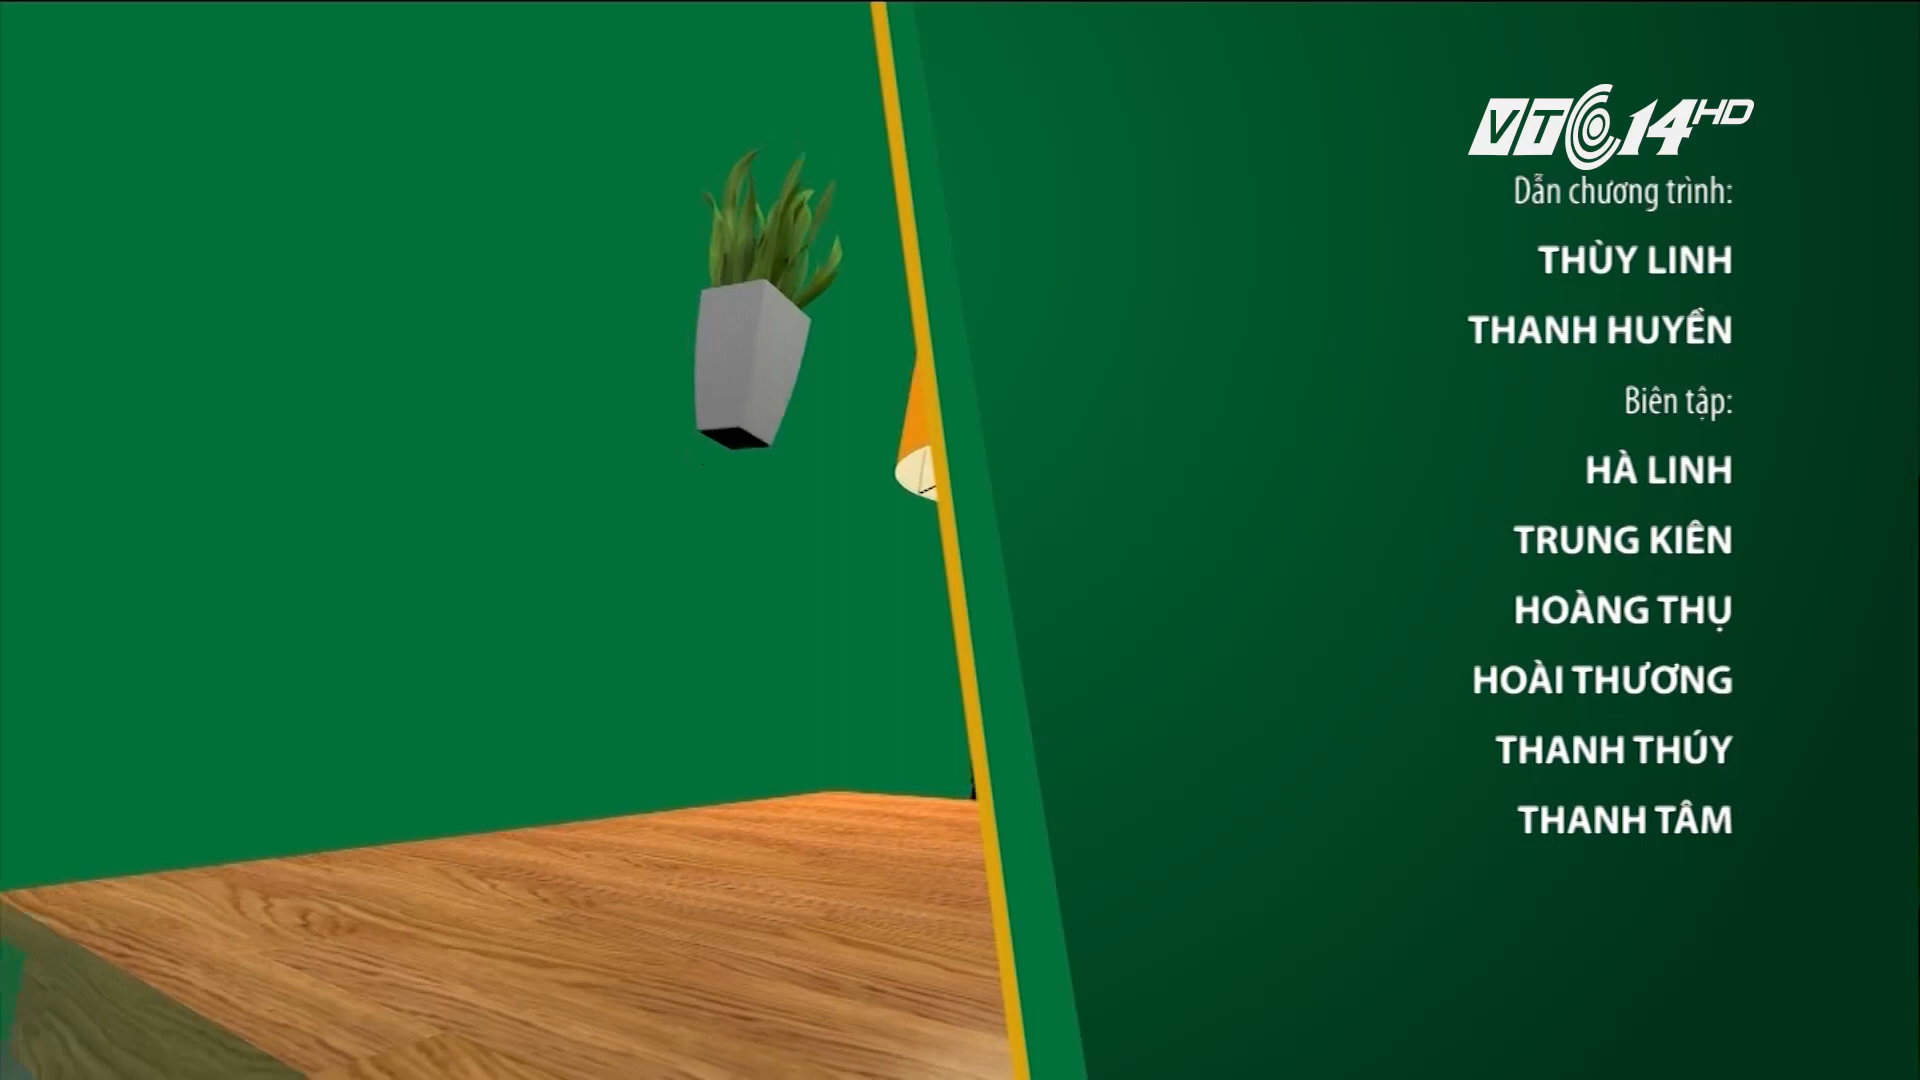 VTC14HD
Dẫn chương trình:
THÙY LINH
THANH HUYỀN
Biên tập:
HÀ LINH
TRUNG KIÊN
HOÀNG THỤ
HOÀI THƯƠNG
THANH THÚY
THANH TÂM